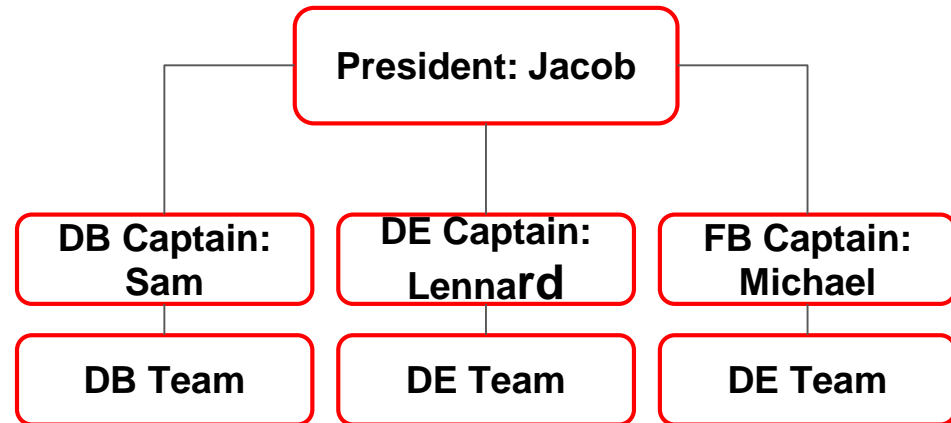 President: Jacob
DB Captain:
Sam
DE Captain:
Lennard
FB Captain:
Michael
DB Team
DE Team
DE Team